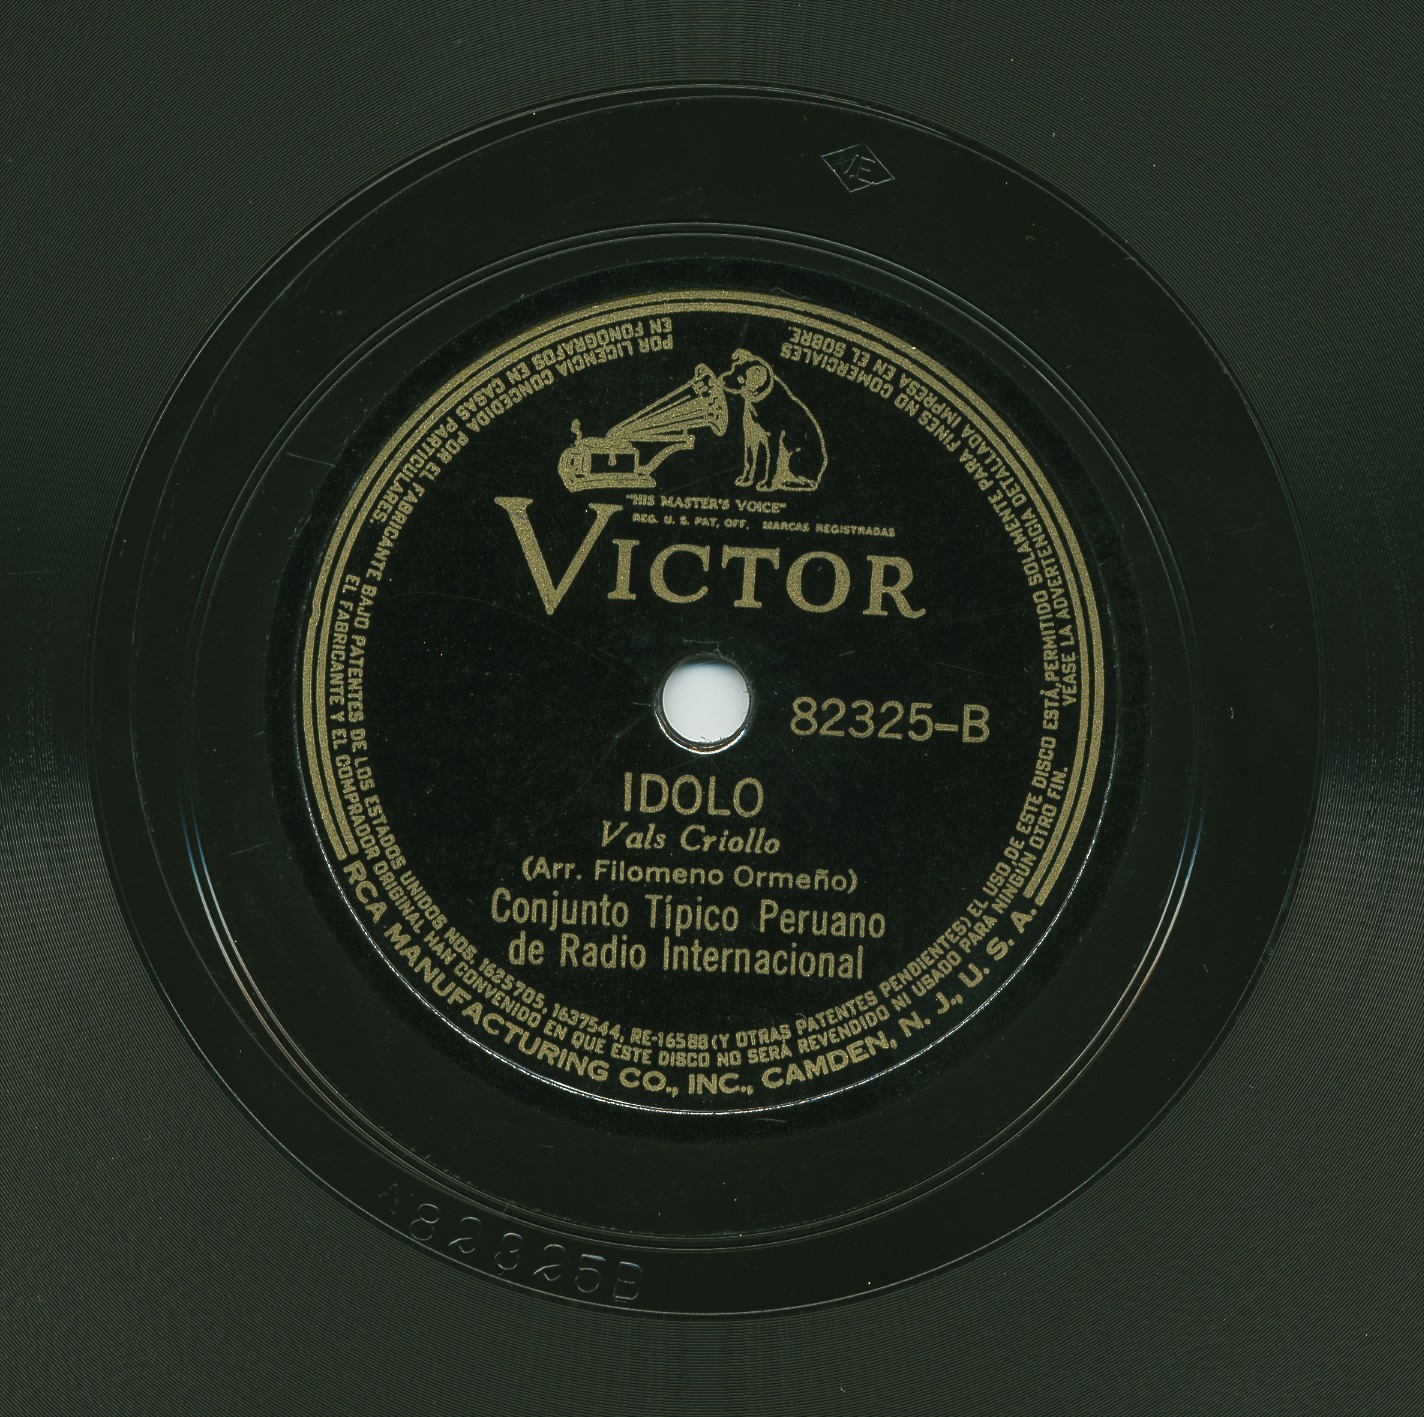 VE
"HIS MASTER'S VOICE"
REG. U. S. PAT. OFF. MARCAS REGISTRADAS
VICTOR
82325-B
IDOLO
Vals Criollo
(Arr. Filomeno Ormeño)
Conjunto Típico Peruano
de Radio Internacional
POR LICENCIA CONCEDIDA POR EL FABRICANTE BAJO PATENTES DE LOS ESTADOS UNIDOS NOS. 1625705, 1637544, RE-16588 (Y OTRAS PATENTES PENDIENTES) EL USO DE ESTE DISCO ESTÁ PERMITIDO SOLAMENTE PARA FINES NO COMERCIALES
EN FONÓGRAFOS EN CASAS PARTICULARES.
EL FABRICANTE Y EL COMPRADOR ORIGINAL HAN CONVENIDO EN QUE ESTE DISCO NO SERÁ REVENDIDO NI USADO PARA NINGÚN OTRO FIN.
VEASE LA ADVERTENCIA DETALLADA IMPRESA EN EL SOBRE.
RCA MANUFACTURING CO., INC., CAMDEN, N. J., U. S. A.
A82325B